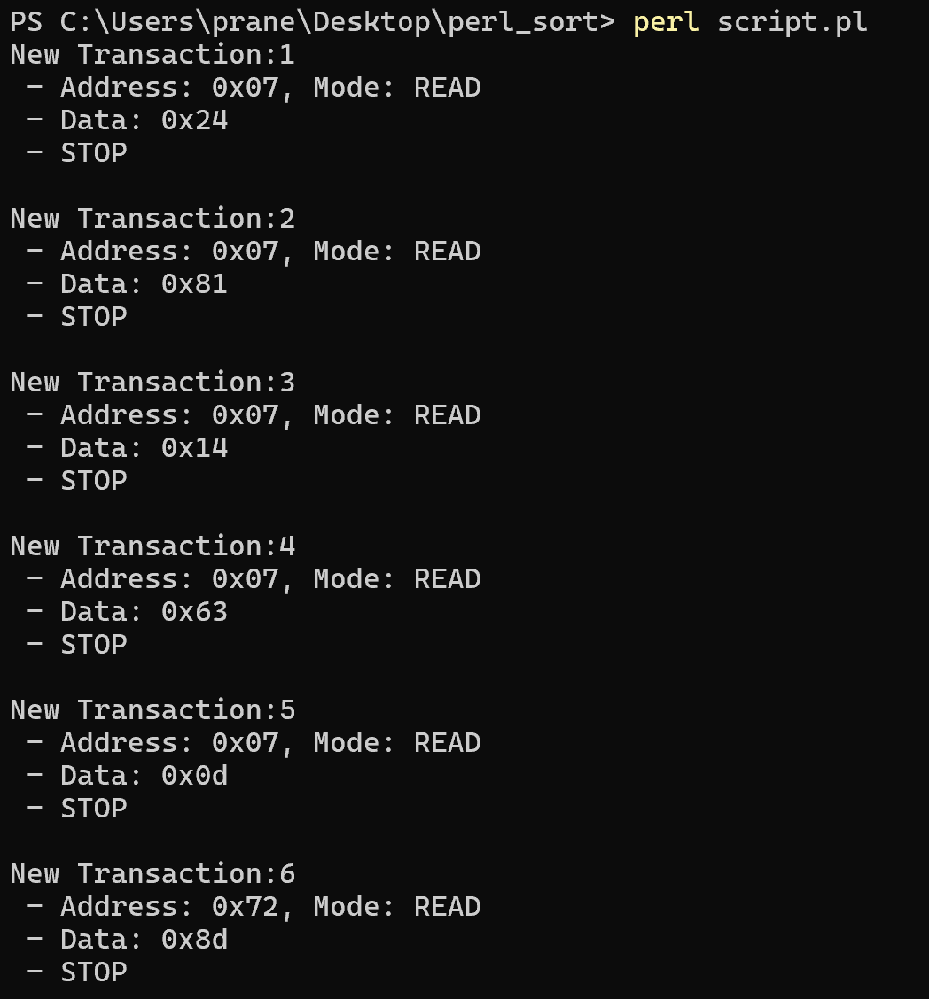 PS C:\Users\prane\Desktop\perl_sort> perl script.pl
New Transaction:1
 - Address: 0x07, Mode: READ
 - Data: 0x24
 - STOP

New Transaction:2
 - Address: 0x07, Mode: READ
 - Data: 0x81
 - STOP

New Transaction:3
 - Address: 0x07, Mode: READ
 - Data: 0x14
 - STOP

New Transaction:4
 - Address: 0x07, Mode: READ
 - Data: 0x63
 - STOP

New Transaction:5
 - Address: 0x07, Mode: READ
 - Data: 0x0d
 - STOP

New Transaction:6
 - Address: 0x72, Mode: READ
 - Data: 0x8d
 - STOP